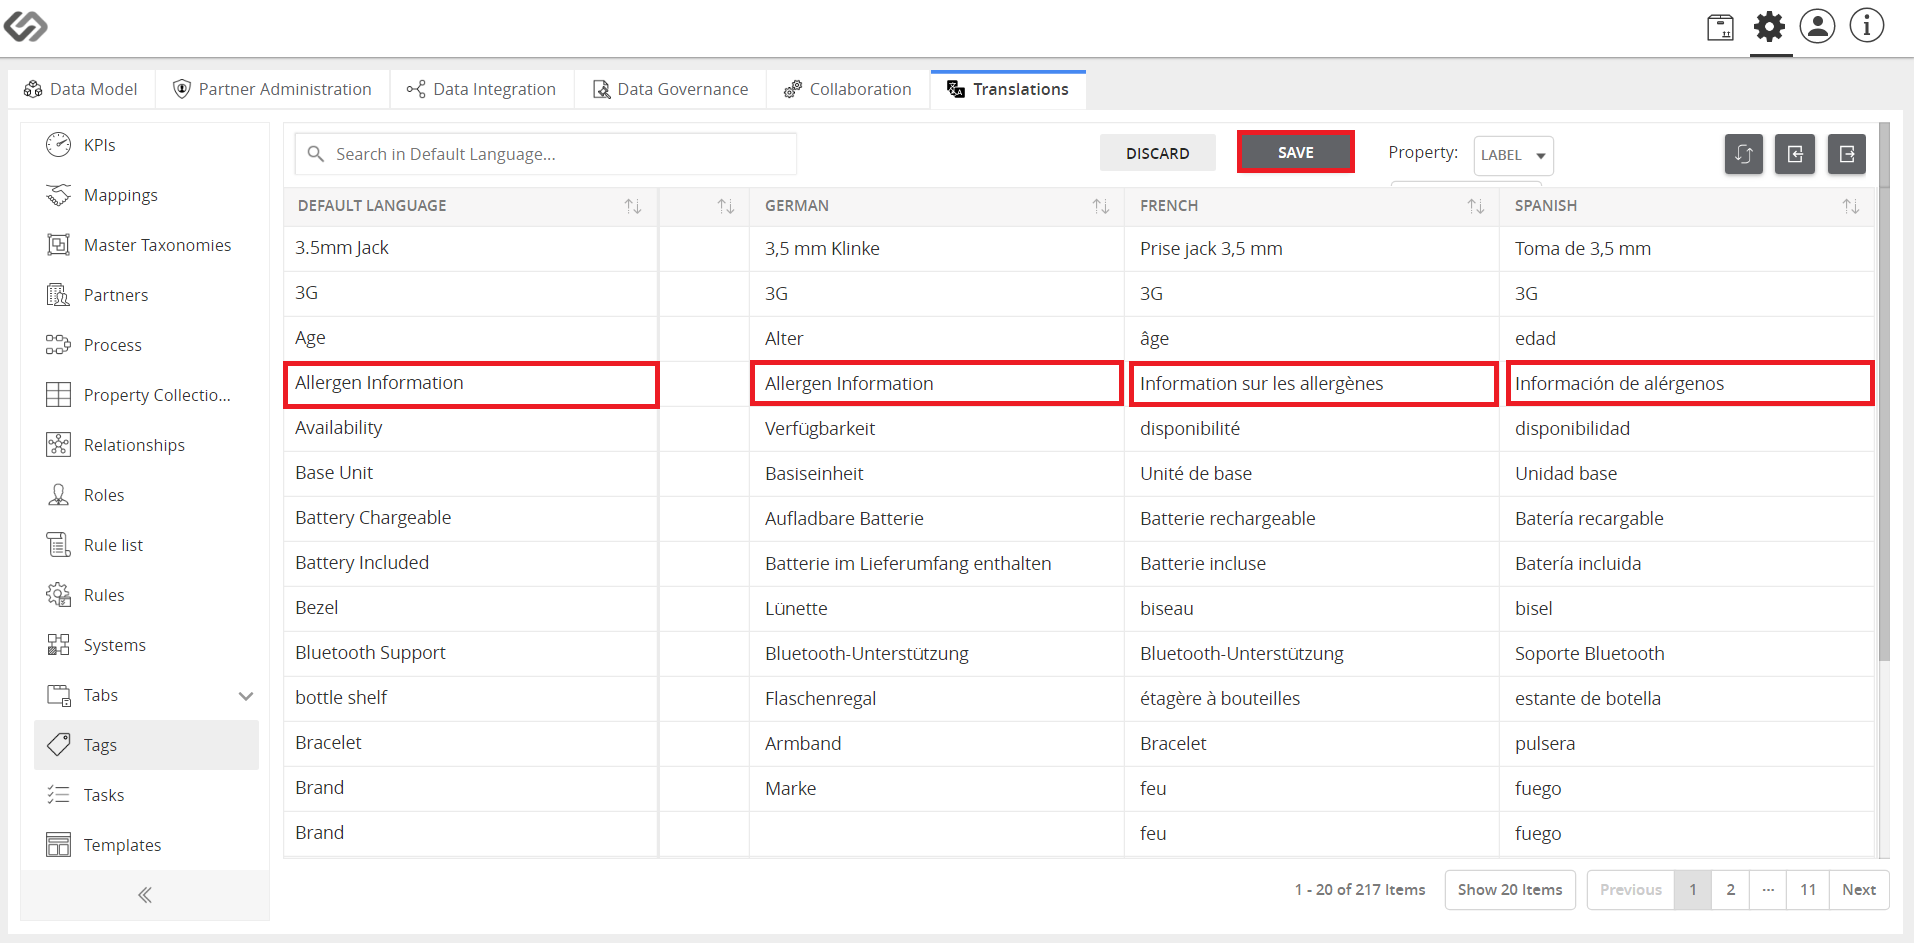 Data Model Partner Administration Data Integration Data Governance Collaboration Translations
KPIs
Mappings
Master Taxonomies
Partners
Process
Property Collectio...
Relationships
Roles
Rule list
Rules
Systems
Tabs
Tags
Tasks
Templates
Search in Default Language... DISCARD SAVE Property: LABEL
DEFAULT LANGUAGE GERMAN FRENCH SPANISH
3.5mm Jack 3,5 mm Klinke Prise jack 3,5 mm Toma de 3,5 mm
3G 3G 3G 3G
Age Alter âge edad
Allergen Information Allergen Information Information sur les allergènes Información de alérgenos
Availability Verfügbarkeit disponibilité disponibilidad
Base Unit Basiseinheit Unité de base Unidad base
Battery Chargeable Aufladbare Batterie Batterie rechargeable Batería recargable
Battery Included Batterie im Lieferumfang enthalten Batterie incluse Batería incluida
Bezel Lünette biseau bisel
Bluetooth Support Bluetooth-Unterstützung Bluetooth-Unterstützung Soporte Bluetooth
bottle shelf Flaschenregal étagère à bouteilles estante de botella
Bracelet Armband Bracelet pulsera
Brand Marke feu fuego
Brand feu fuego
1 - 20 of 217 Items Show 20 Items Previous 1 2 ... 11 Next